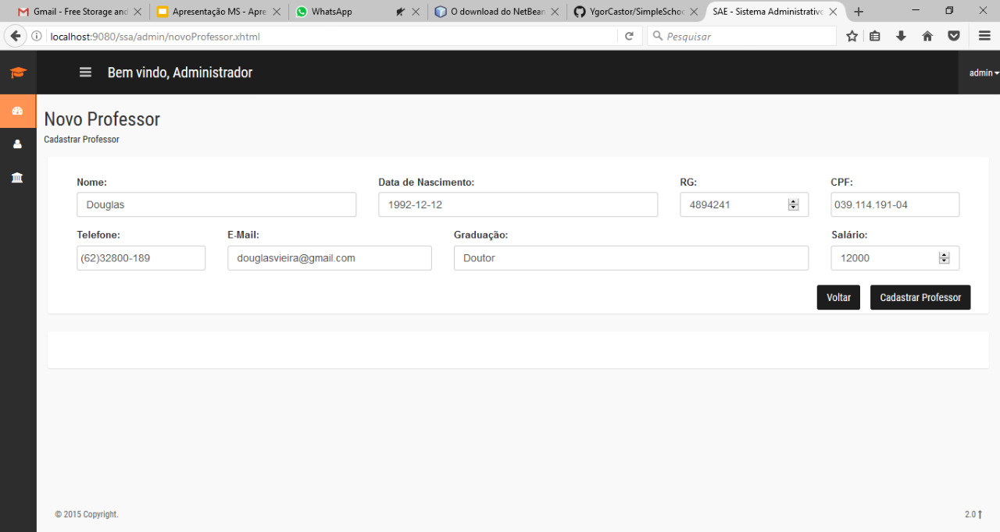 Gmail - Free Storage and
Apresentação MS - Apre
WhatsApp
O download do NetBean
YgorCastor/SimpleSchoo
SAE - Sistema Administrativo
localhost:9080/ssa/admin/novoProfessor.xhtml
Pesquisar
Bem vindo, Administrador
admin
Novo Professor
Cadastrar Professor
Nome: Data de Nascimento: RG: CPF:
Douglas 1992-12-12 4894241 039.114.191-04
Telefone: E-Mail: Graduação: Salário:
(62)32800-189 douglasvieira@gmail.com Doutor 12000
Voltar Cadastrar Professor
© 2015 Copyright. 2.0